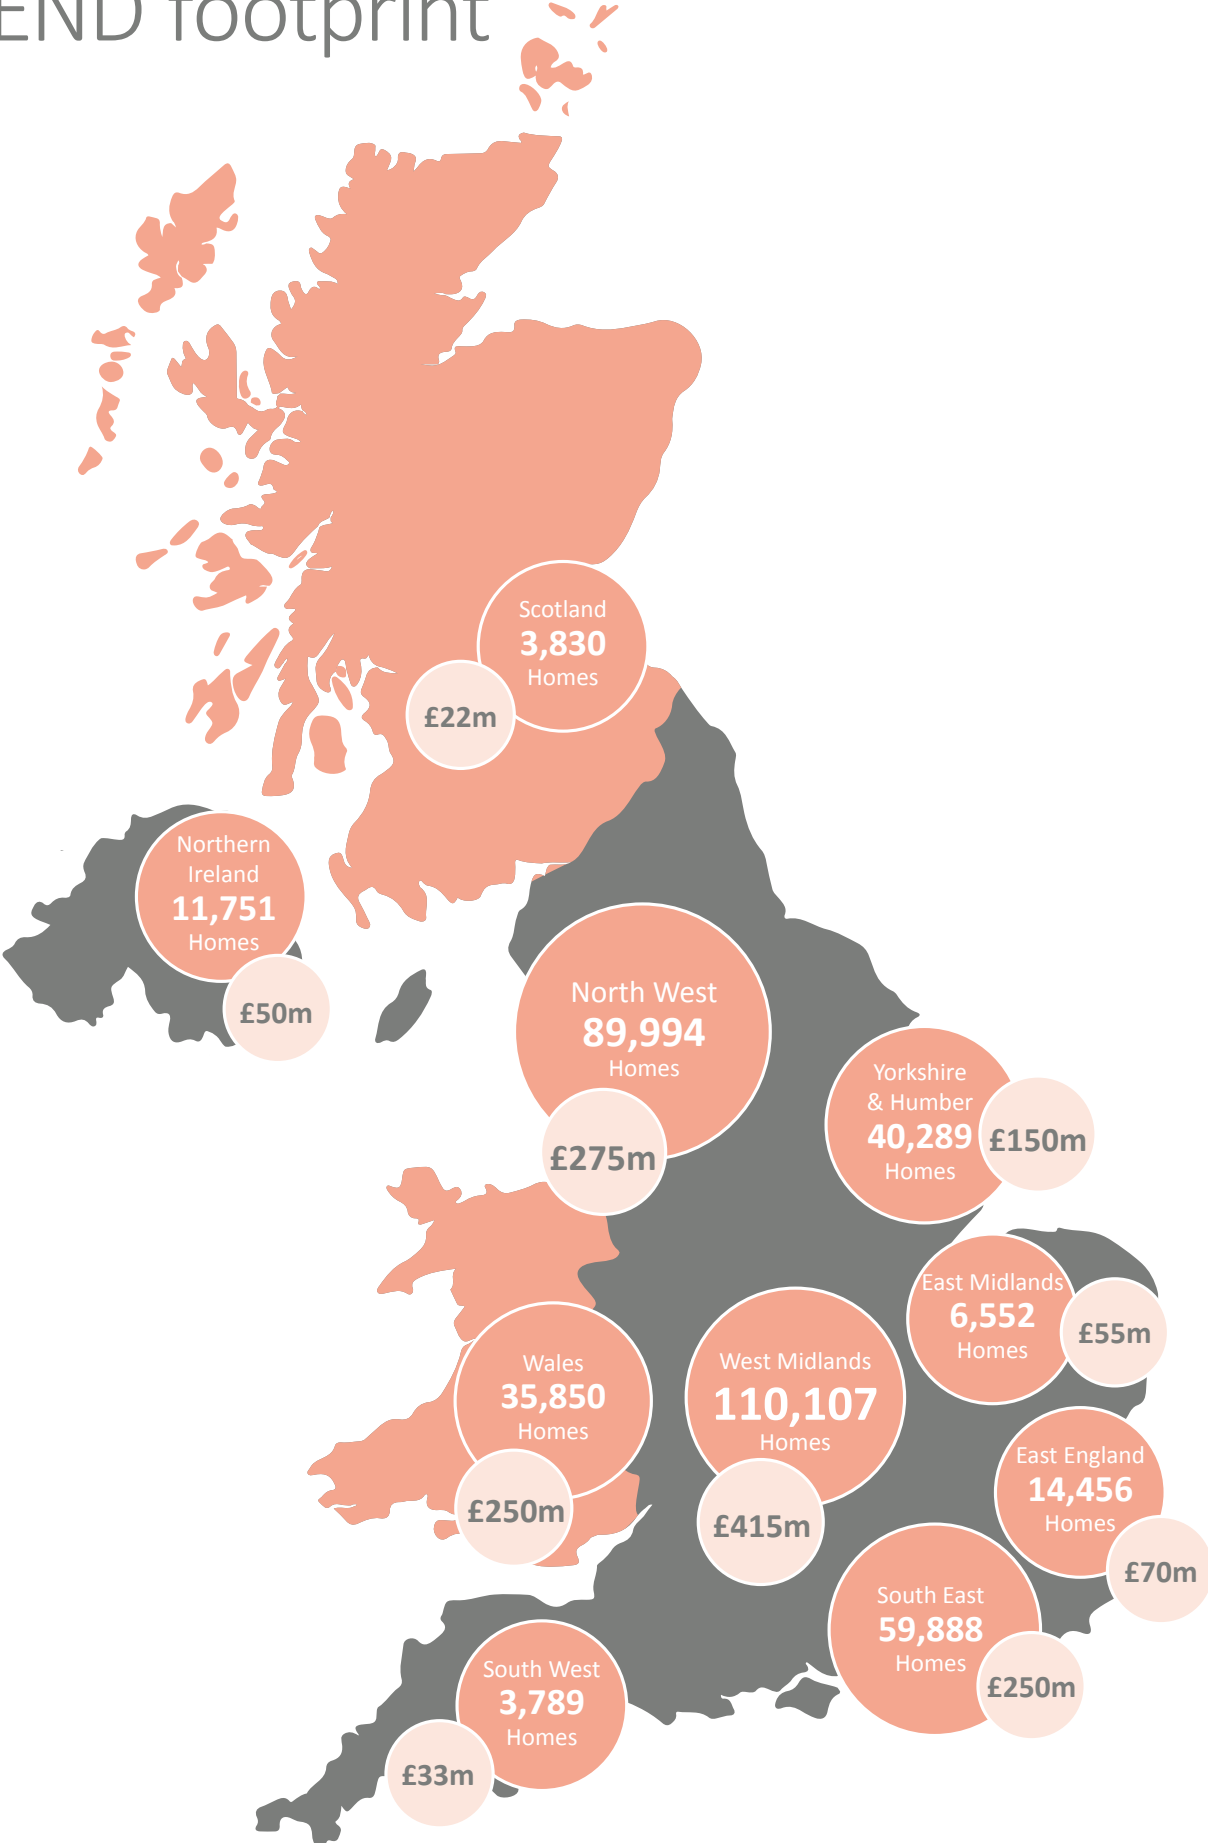 END footprint
Scotland
3,830
Homes
£22m
Northern
Ireland
11,751
Homes
£50m
North West
89,994
Homes
£275m
Yorkshire
& Humber
40,289
Homes
£150m
East Midlands
6,552
Homes
£55m
Wales
35,850
Homes
£250m
West Midlands
110,107
Homes
£415m
East England
14,456
Homes
£70m
South East
59,888
Homes
£250m
South West
3,789
Homes
£33m